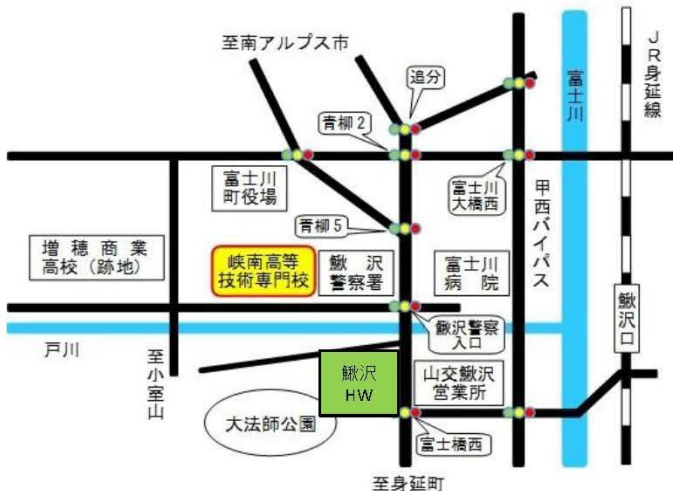 至南アルプス市
追分
青柳2
富士川
JR身延線
富士川
町役場
富士川
大橋西
甲西バイパス
青柳5
増穂商業
高校(跡地)
峡南高等
技術専門校
鰍沢
警察署
富士川
病院
鰍沢口
鰍沢警察
入口
戸川
至小室山
鰍沢
HW
山交鰍沢
営業所
大法師公園
富士橋西
至身延町